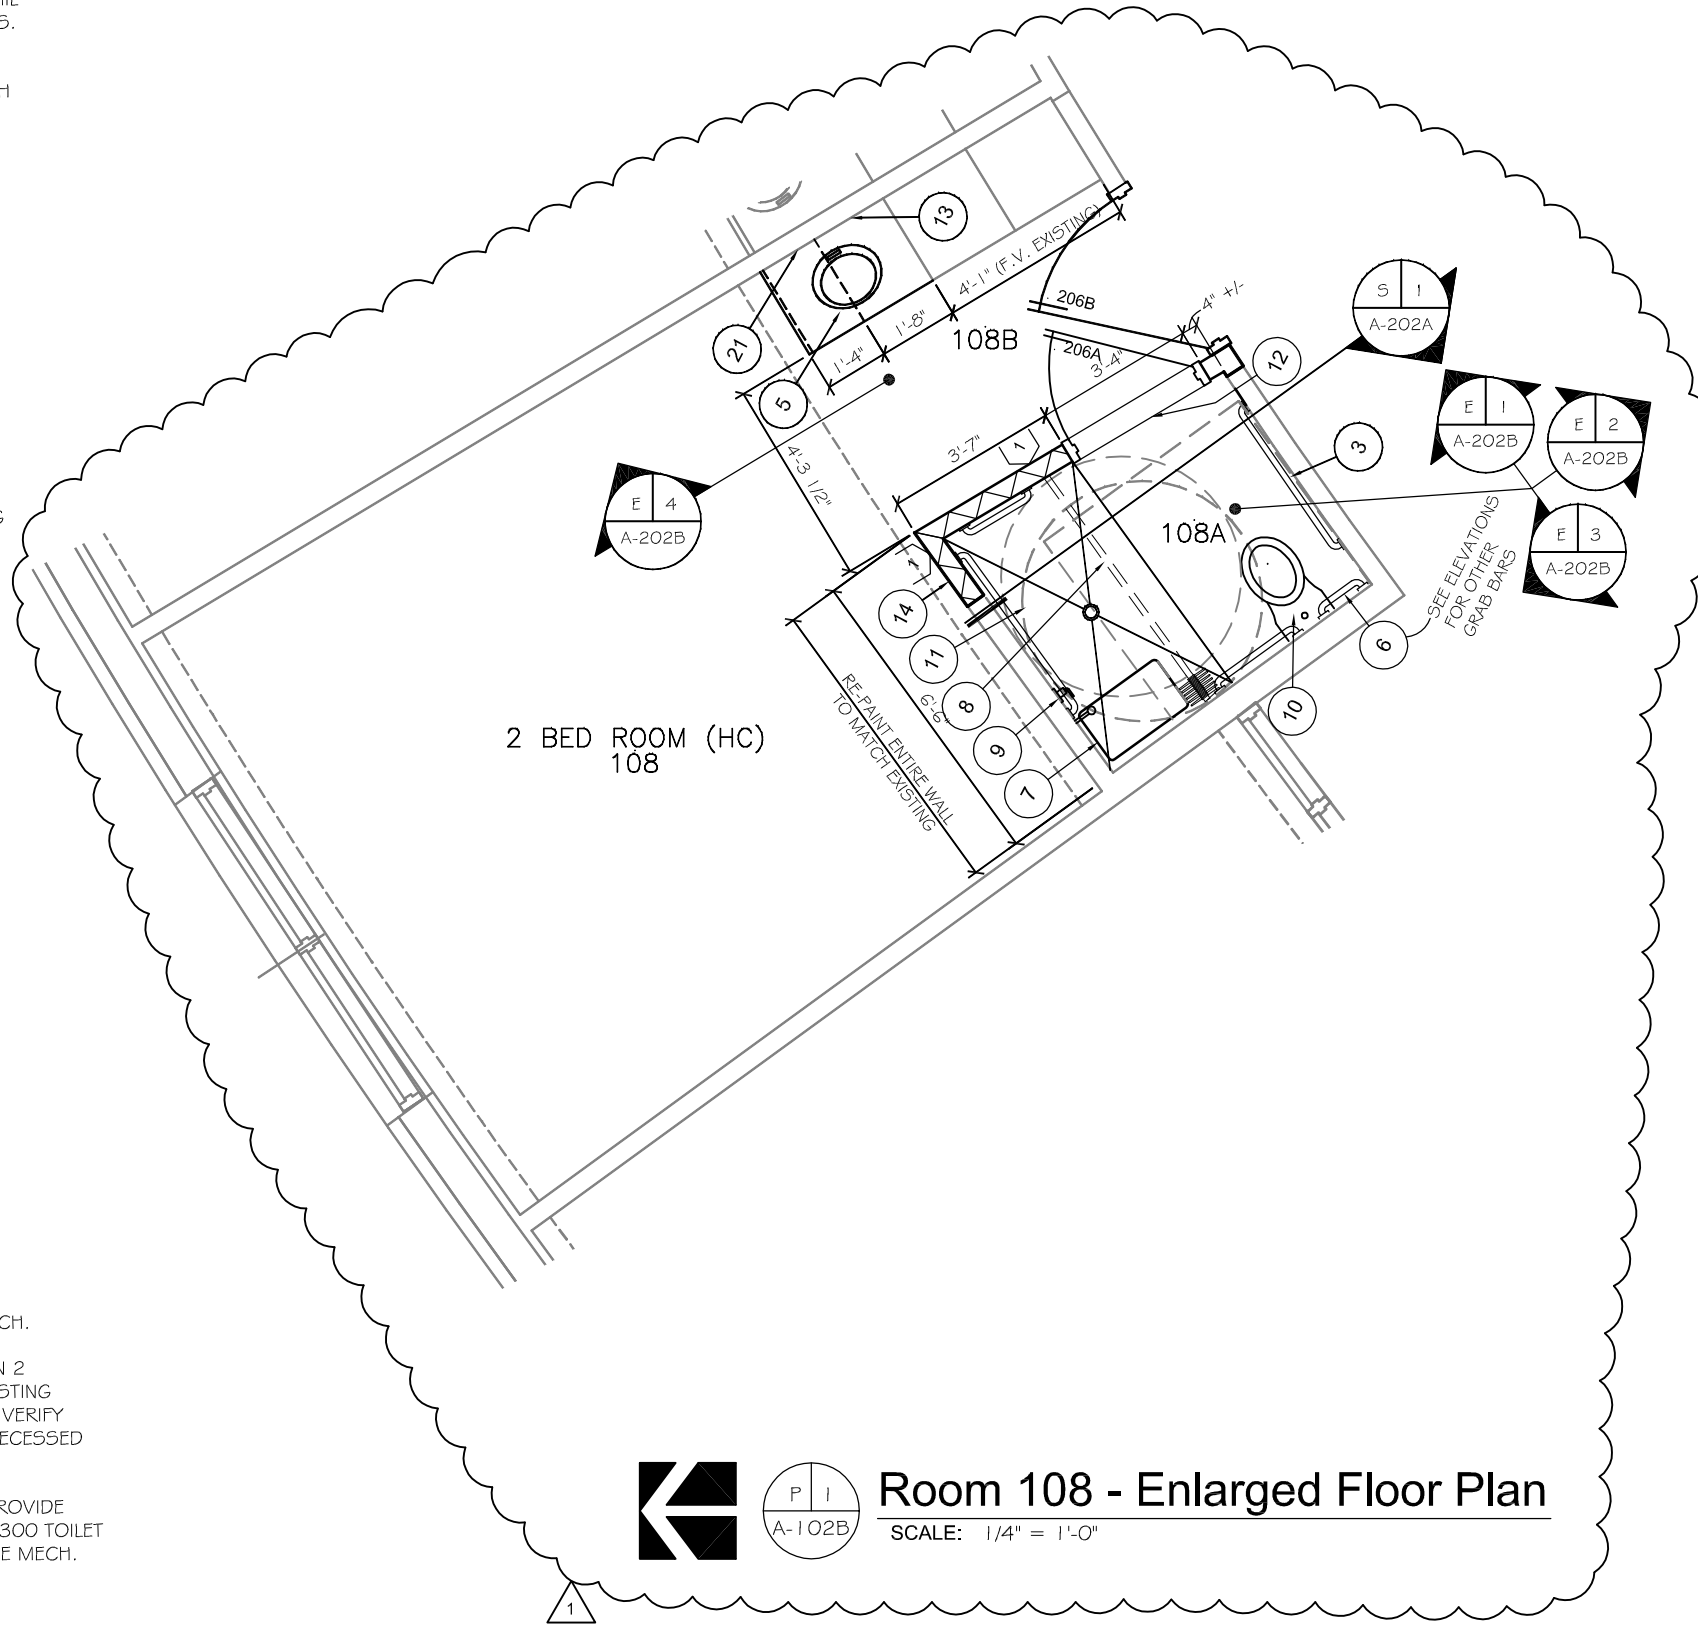 S.
H
G
CH.
N 2
STING
VERIFY
ECESSED
ROVIDE
300 TOILET
E MECH.
13
4'-1" (F.V. EXISTING)
1'-8"
1'-4"
21
5
206B
108B
206A
4" +/-
3'-4"
12
S 1
A-202A
E 1
A-202B
E 2
A-202B
E 3
A-202B
3
3'-7"
1
4'-3 1/2"
E 4
A-202B
108A
SEE ELEVATIONS
FOR OTHER
GRAB BARS
1
14
11
8
9
7
6
10
6'-6"
RE-PAINT ENTIRE WALL
TO MATCH EXISTING
2 BED ROOM (HC)
108
P 1
A-102B
Room 108 - Enlarged Floor Plan
SCALE: 1/4" = 1'-0"
1